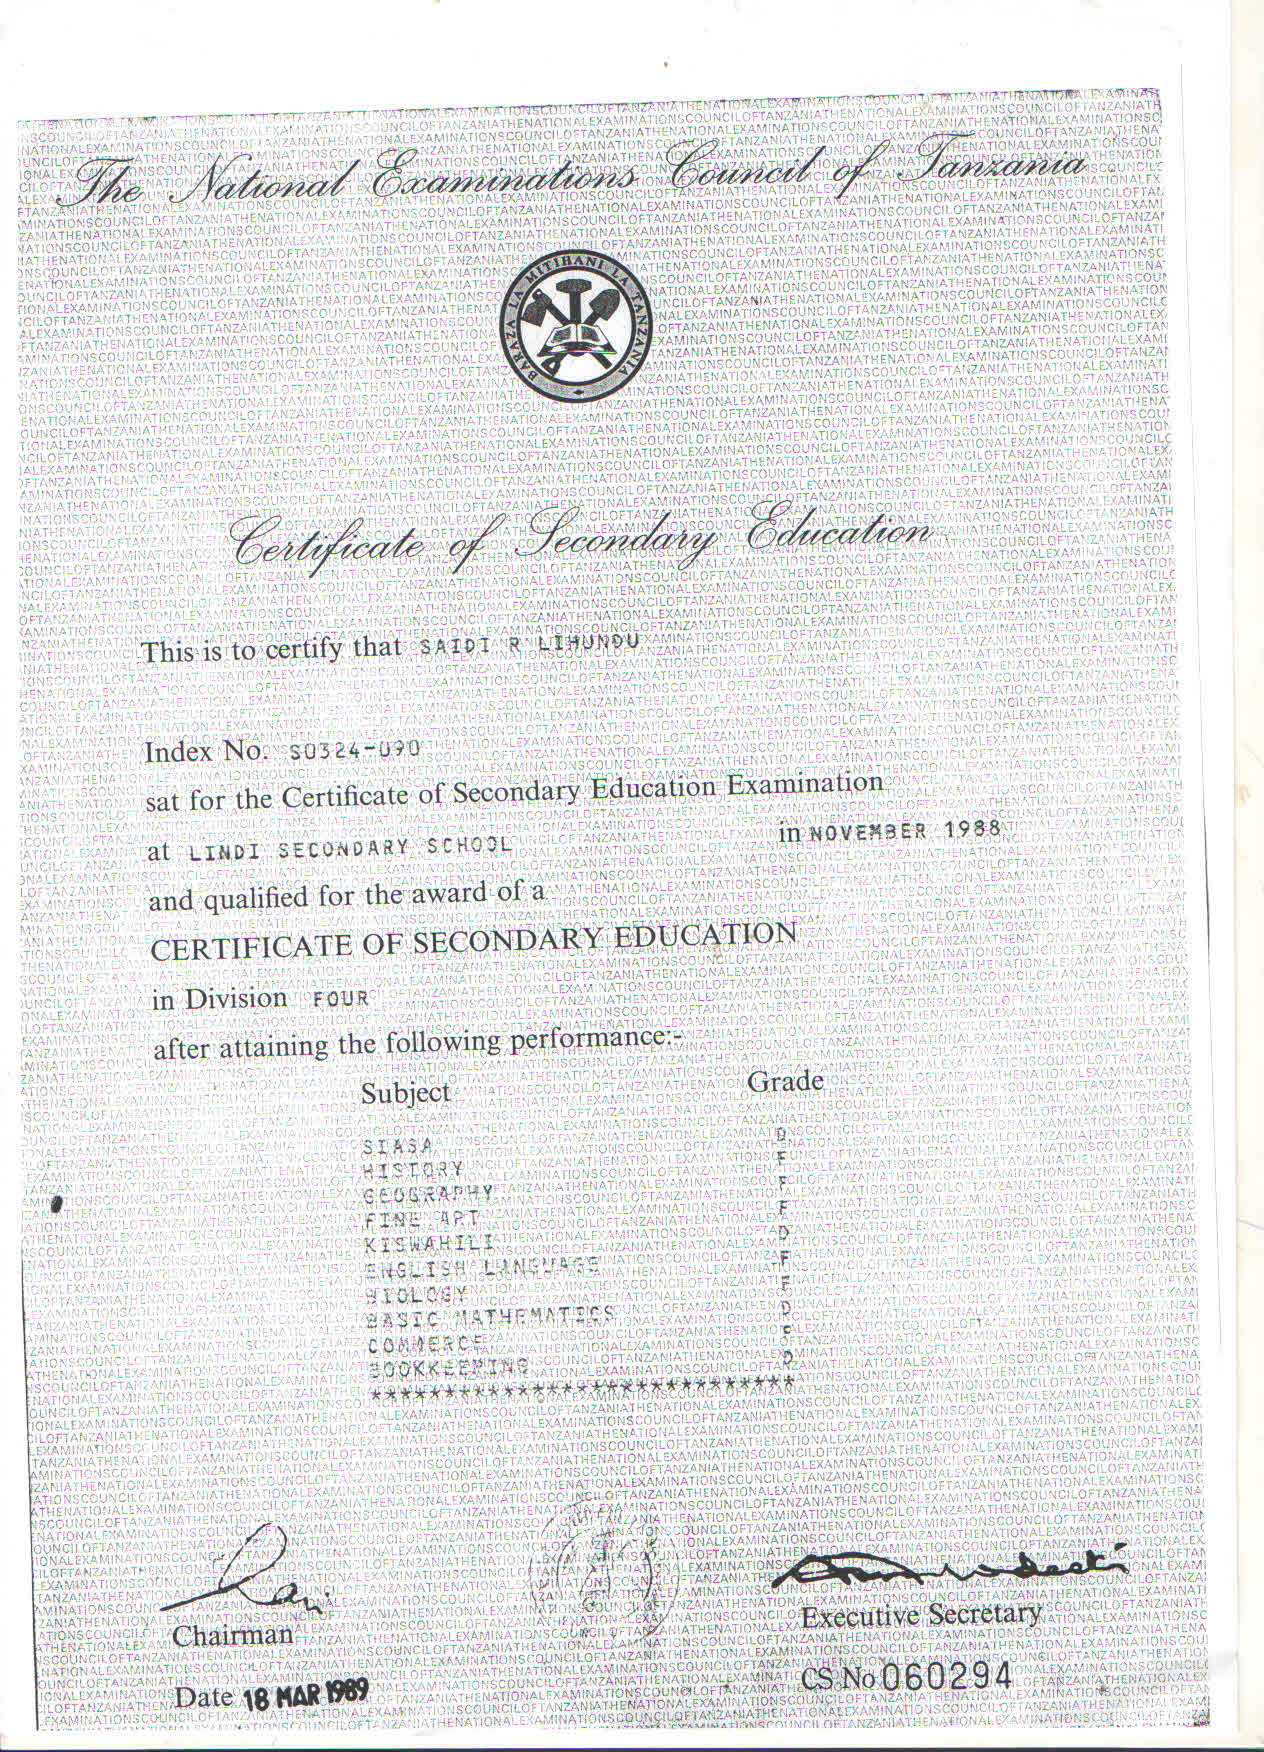 The National Examinations Council of Tanzania
BARAZA LA MITIHANI LA TANZANIA
Certificate of Secondary Education
This is to certify that SAIDI R LIHUNDU
Index No. S0324-090
sat for the Certificate of Secondary Education Examination
at LINDI SECONDARY SCHOOL in NOVEMBER 1988
and qualified for the award of a
CERTIFICATE OF SECONDARY EDUCATION
in Division FOUR
after attaining the following performance:-
Subject Grade
SIASA D
HISTORY F
GEOGRAPHY F
FINE ART F
KISWAHILI D
ENGLISH LANGUAGE F
BIOLOGY F
BASIC MATHEMATICS D
COMMERCE F
BOOKKEEPING D
****************************
Chairman Executive Secretary
Date 18 MAR 1989 CS No 060294